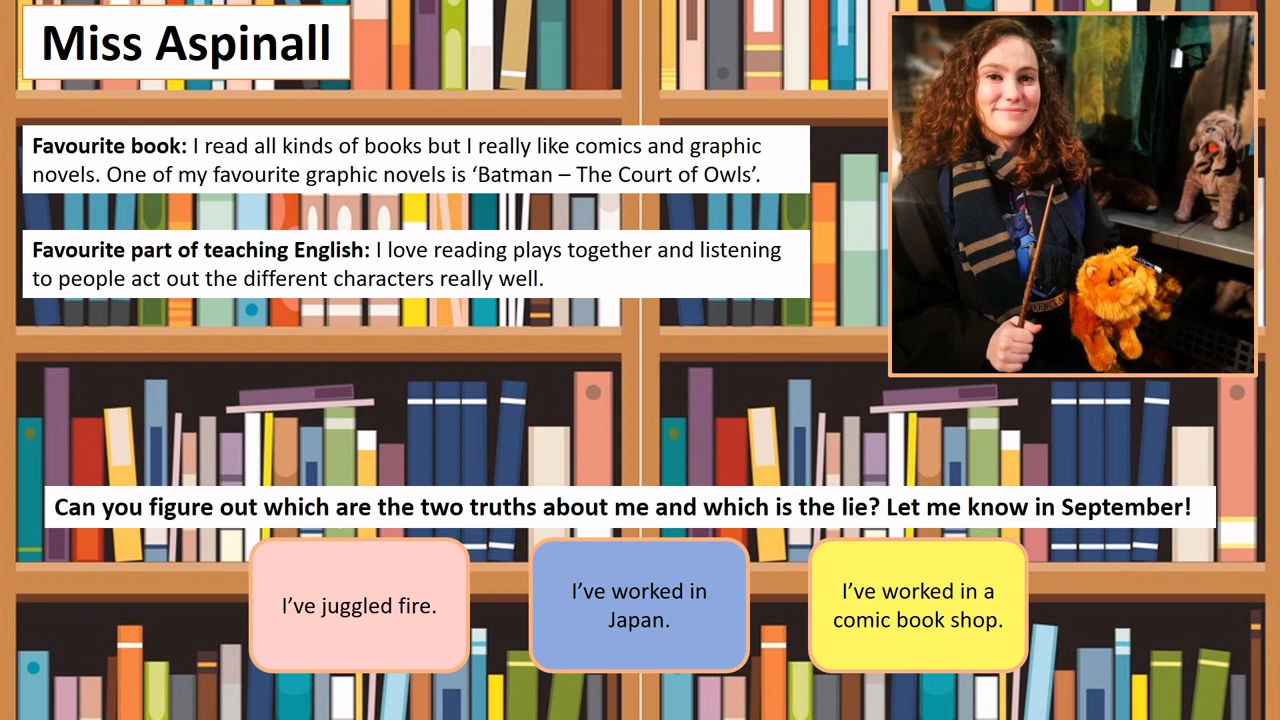 Miss Aspinall
Favourite book: I read all kinds of books but I really like comics and graphic
novels. One of my favourite graphic novels is ‘Batman – The Court of Owls’.
Favourite part of teaching English: I love reading plays together and listening
to people act out the different characters really well.
Can you figure out which are the two truths about me and which is the lie? Let me know in September!
I’ve juggled fire.
I’ve worked in
Japan.
I’ve worked in a
comic book shop.